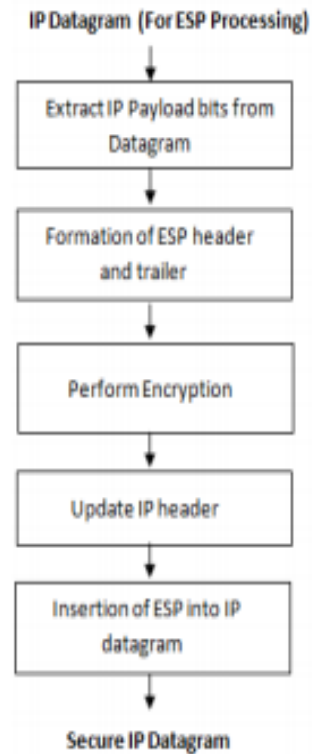 IP Datagram (For ESP Processing)
Extract IP Payload bits from
Datagram
Formation of ESP header
and trailer
Perform Encryption
Update IP header
Insertion of ESP into IP
datagram
Secure IP Datagram